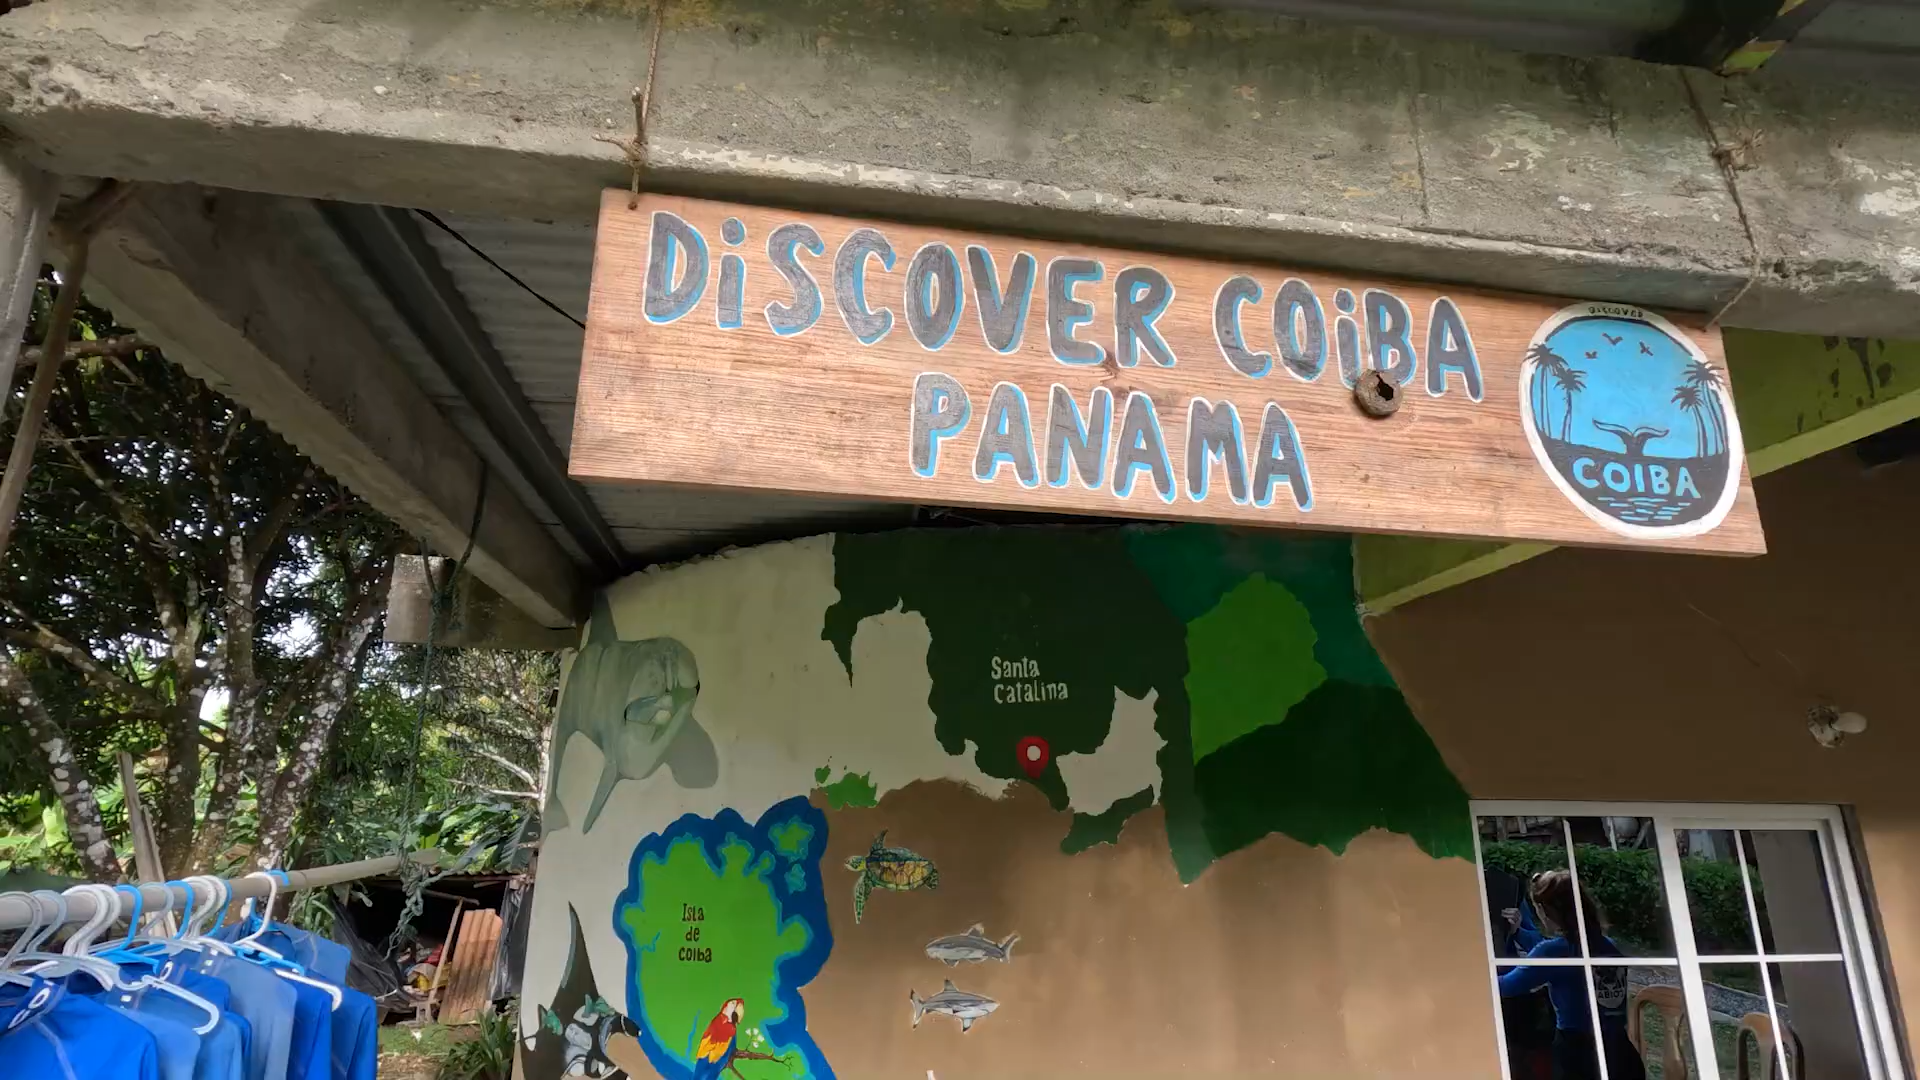 DiSCOVER COiBA
PANAMA
DISCOVER
COIBA
Santa
Catalina
Isla
de
Coiba